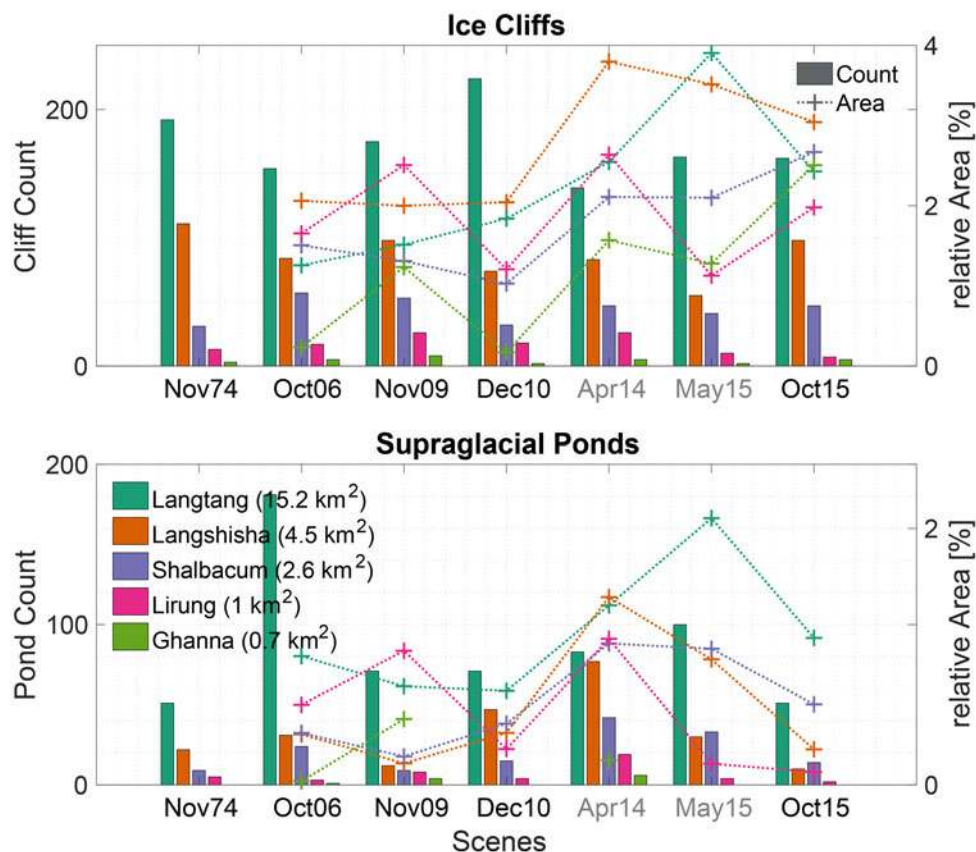 Ice Cliffs
4
200
Count
Area
2
0
0
Cliff Count
relative Area [%]
Nov74 Oct06 Nov09 Dec10 Apr14 May15 Oct15
Supraglacial Ponds
200
Langtang (15.2 km²)
2
Langshisha (4.5 km²)
Shalbacum (2.6 km²)
Lirung (1 km²)
100
Ghanna (0.7 km²)
0
0
Pond Count
relative Area [%]
Nov74 Oct06 Nov09 Dec10 Apr14 May15 Oct15
Scenes